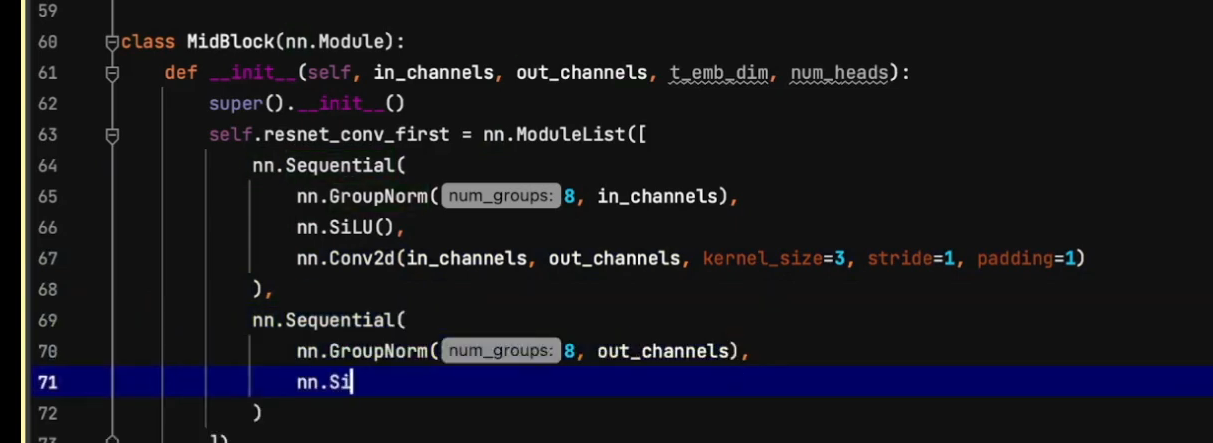 59
60 class MidBlock(nn.Module):
61 def __init__(self, in_channels, out_channels, t_emb_dim, num_heads):
62 super().__init__()
63 self.resnet_conv_first = nn.ModuleList([
64 nn.Sequential(
65 nn.GroupNorm( num_groups: 8, in_channels),
66 nn.SiLU(),
67 nn.Conv2d(in_channels, out_channels, kernel_size=3, stride=1, padding=1)
68 ),
69 nn.Sequential(
70 nn.GroupNorm( num_groups: 8, out_channels),
71 nn.Si
72 )
73 ])